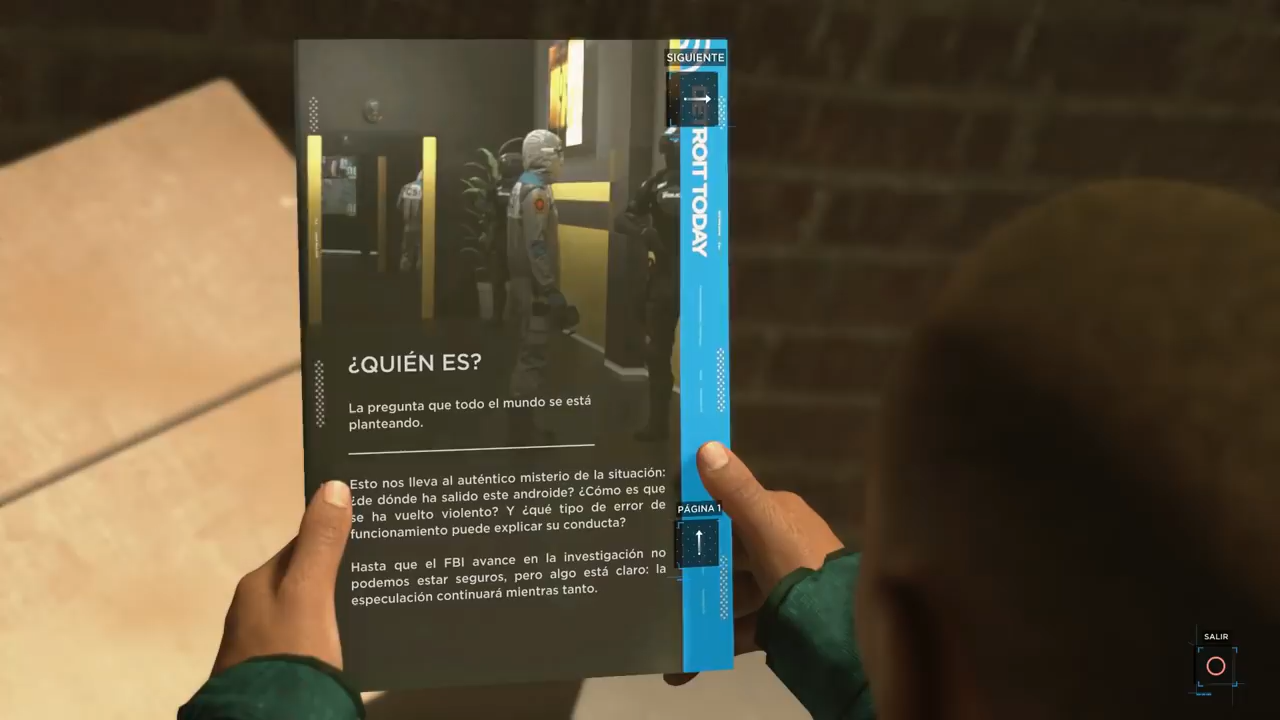 SIGUIENTE
ROIT TODAY
¿QUIÉN ES?
La pregunta que todo el mundo se está
planteando.
Esto nos lleva al auténtico misterio de la situación:
¿de dónde ha salido este androide? ¿Cómo es que
se ha vuelto violento? Y ¿qué tipo de error de
funcionamiento puede explicar su conducta?
PÁGINA 1
Hasta que el FBI avance en la investigación no
podemos estar seguros, pero algo está claro: la
especulación continuará mientras tanto.
SALIR